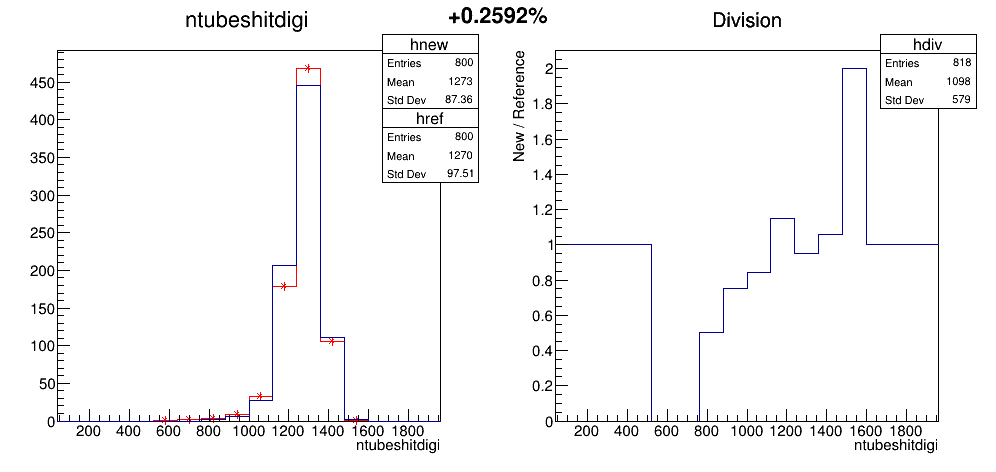 +0.2592%
ntubeshitdigi
hnew
Entries 800
Mean 1273
Std Dev 87.36
href
Entries 800
Mean 1270
Std Dev 97.51
450
400
350
300
250
200
150
100
50
0
200 400 600 800 1000 1200 1400 1600 1800
ntubeshitdigi
Division
hdiv
Entries 818
Mean 1098
Std Dev 579
New / Reference
2
1.8
1.6
1.4
1.2
1
0.8
0.6
0.4
0.2
0
200 400 600 800 1000 1200 1400 1600 1800
ntubeshitdigi